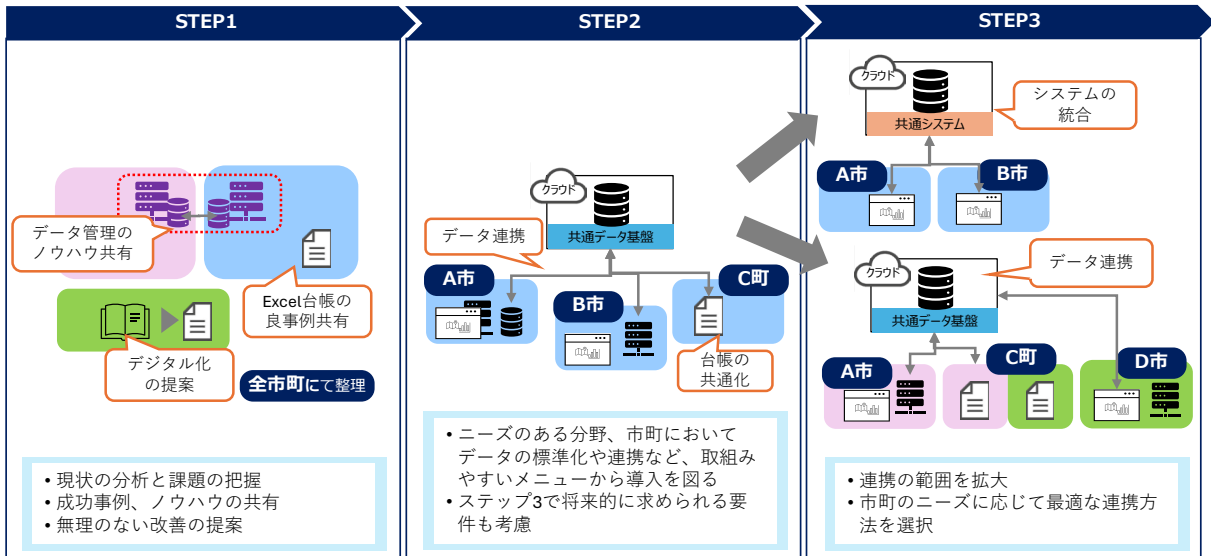 STEP1
データ管理の
ノウハウ共有
Excel台帳の
良事例共有
デジタル化
の提案
全市町にて整理
• 現状の分析と課題の把握
• 成功事例、ノウハウの共有
• 無理のない改善の提案
STEP2
クラウド
共通データ基盤
データ連携
A市
B市
C町
台帳の
共通化
• ニーズのある分野、市町において
データの標準化や連携など、取組み
やすいメニューから導入を図る
• ステップ3で将来的に求められる要
件も考慮
STEP3
クラウド
共通システム
システムの
統合
A市
B市
クラウド
共通データ基盤
データ連携
A市
C町
D市
• 連携の範囲を拡大
• 市町のニーズに応じて最適な連携方
法を選択